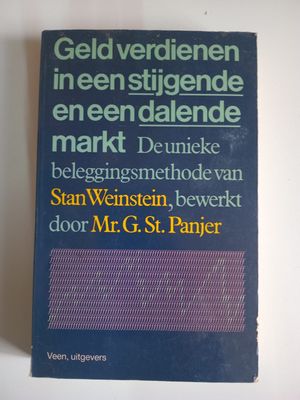 Geld verdienen
in een stijgende
en een dalende
markt De unieke
beleggingsmethode van
Stan Weinstein, bewerkt
door Mr. G. St. Panjer
Veen, uitgevers